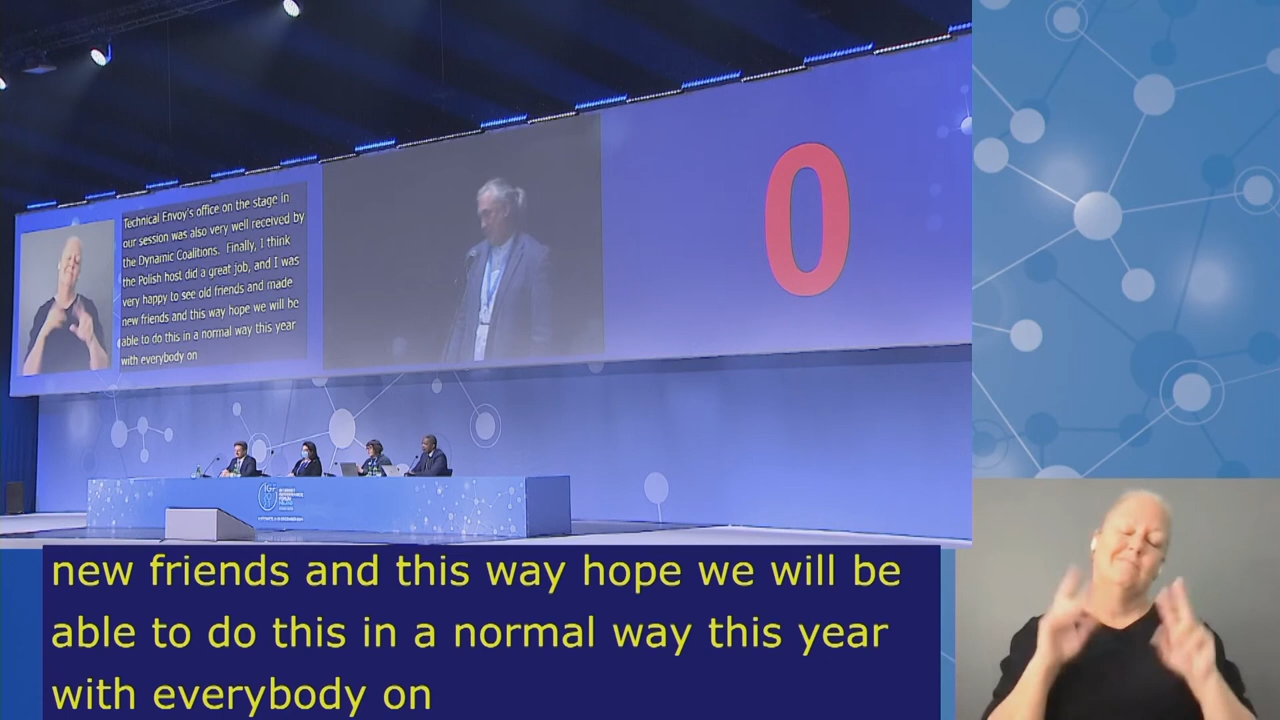 Technical Envoy's office on the stage in
our session was also very well received by
the Dynamic Coalitions. Finally, I think
the Polish host did a great job, and I was
very happy to see old friends and made
new friends and this way hope we will be
able to do this in a normal way this year
with everybody on
0
IGF
INTERNET
GOVERNANCE
FORUM
new friends and this way hope we will be
able to do this in a normal way this year
with everybody on